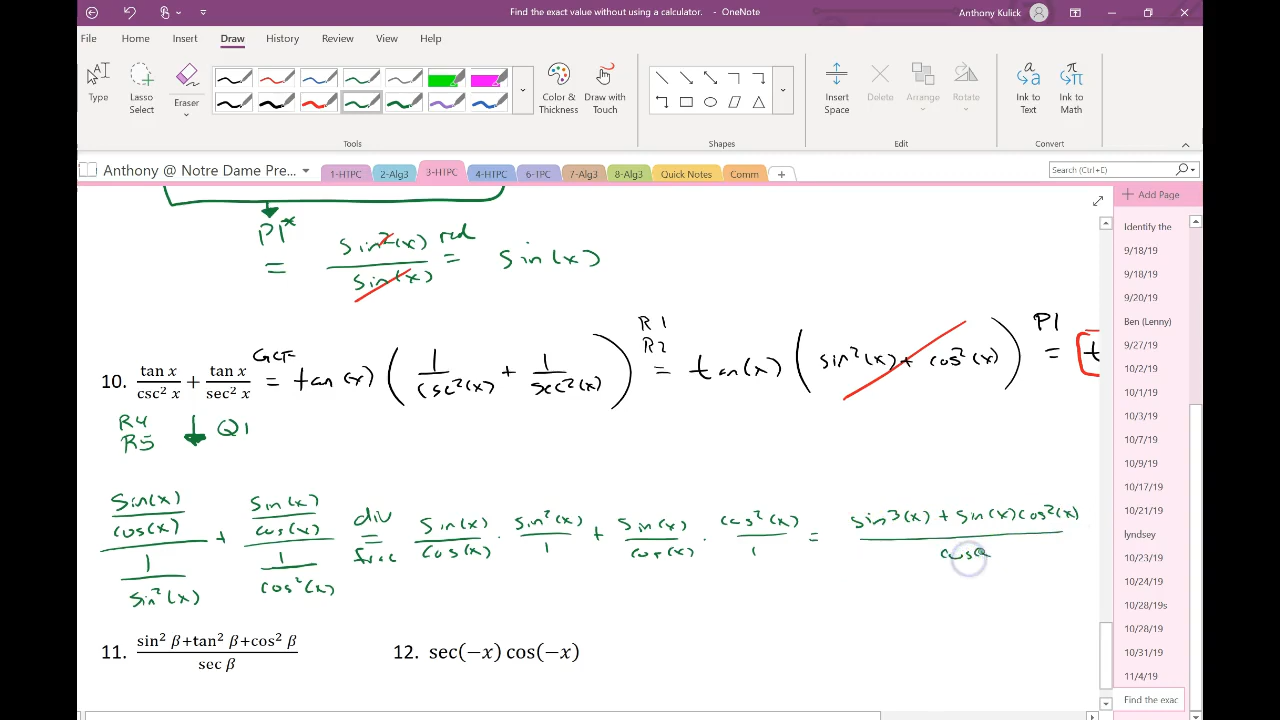 Find the exact value without using a calculator. - OneNote
Anthony Kulick
File Home Insert Draw History Review View Help
Type
Lasso Select
Eraser
Color & Thickness
Draw with Touch
Insert Space
Delete
Arrange
Rotate
Ink to Text
Ink to Math
Tools
Shapes
Edit
Convert
Anthony @ Notre Dame Pre...
1-HTPC 2-Alg3 3-HTPC 4-HTPC 6-TPC 7-Alg3 8-Alg3 Quick Notes Comm
Search (Ctrl+E)
Add Page
Identify the
9/18/19
9/18/19
9/20/19
Ben (Lenny)
9/27/19
10/2/19
10/1/19
10/3/19
10/7/19
10/9/19
10/17/19
10/21/19
lyndsey
10/23/19
10/24/19
10/28/19s
10/28/19
10/31/19
11/4/19
Find the exac
PI*
= sin²(x) / sin(x) red = sin(x)
10. tan x / csc² x + tan x / sec² x GCF = tan(x) ( 1 / csc²(x) + 1 / sec²(x) ) R1 R2 = tan(x) ( sin²(x) + cos²(x) ) PI = t
R4
R5 ↓ Q1
sin(x)/cos(x) / 1/sin²(x) + sin(x)/cos(x) / 1/cos²(x) div = frac sin(x)/cos(x) · sin²(x)/1 + sin(x)/cos(x) · cos²(x)/1 = sin³(x) + sin(x)cos²(x) / cos
11. sin² β+tan² β+cos² β / sec β
12. sec(−x) cos(−x)